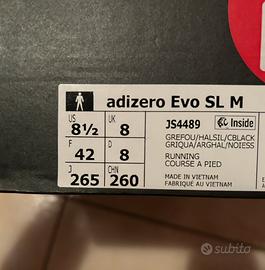 adizero Evo SL M
US UK
8½ 8
F D
42 8
J CHN
265 260
JS4489 Inside
GREFOU/HALSIL/CBLACK
GRIQUA/ARGHAL/NOIESS
RUNNING
COURSE A PIED
MADE IN VIETNAM
FABRIQUÉ AU VIETNAM
subito